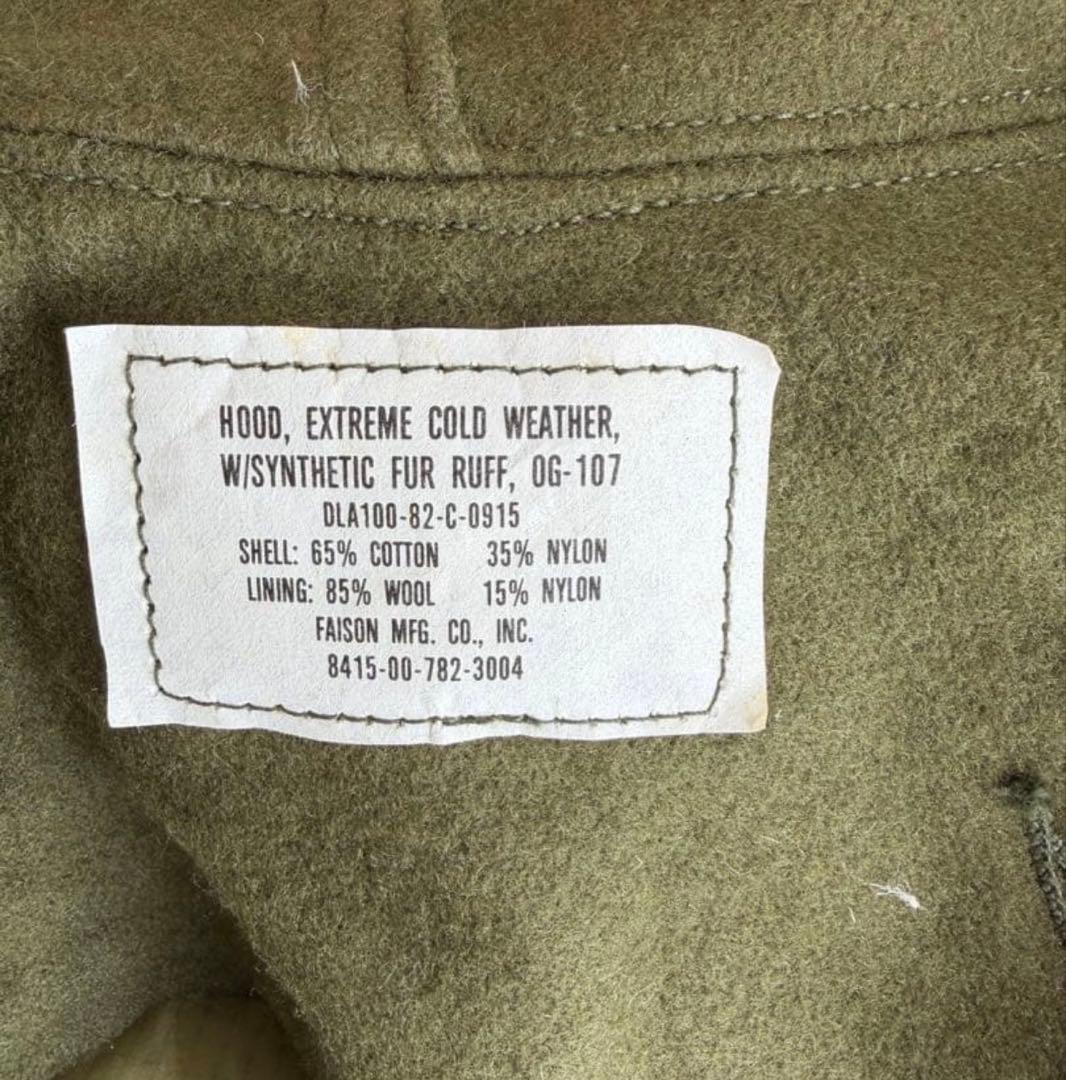 HOOD, EXTREME COLD WEATHER,
W/SYNTHETIC FUR RUFF, OG-107
DLA100-82-C-0915
SHELL: 65% COTTON 35% NYLON
LINING: 85% WOOL 15% NYLON
FAISON MFG. CO., INC.
8415-00-782-3004